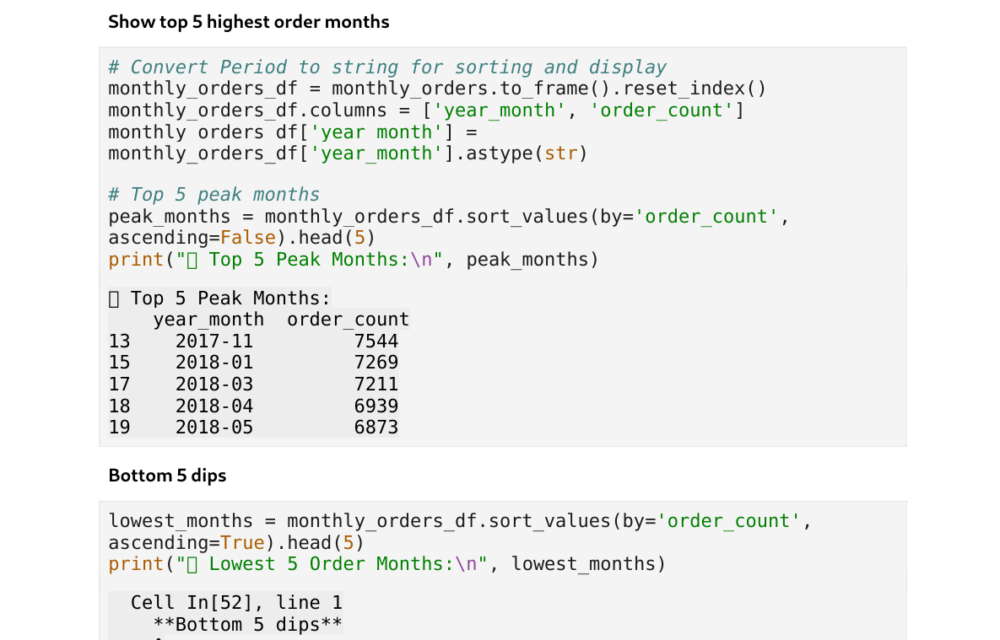 Show top 5 highest order months
# Convert Period to string for sorting and display
monthly_orders_df = monthly_orders.to_frame().reset_index()
monthly_orders_df.columns = ['year_month', 'order_count']
monthly_orders_df['year_month'] =
monthly_orders_df['year_month'].astype(str)
# Top 5 peak months
peak_months = monthly_orders_df.sort_values(by='order_count',
ascending=False).head(5)
print("▯ Top 5 Peak Months:\n", peak_months)
▯ Top 5 Peak Months:
year_month order_count
13 2017-11 7544
15 2018-01 7269
17 2018-03 7211
18 2018-04 6939
19 2018-05 6873
Bottom 5 dips
lowest_months = monthly_orders_df.sort_values(by='order_count',
ascending=True).head(5)
print("▯ Lowest 5 Order Months:\n", lowest_months)
Cell In[52], line 1
**Bottom 5 dips**